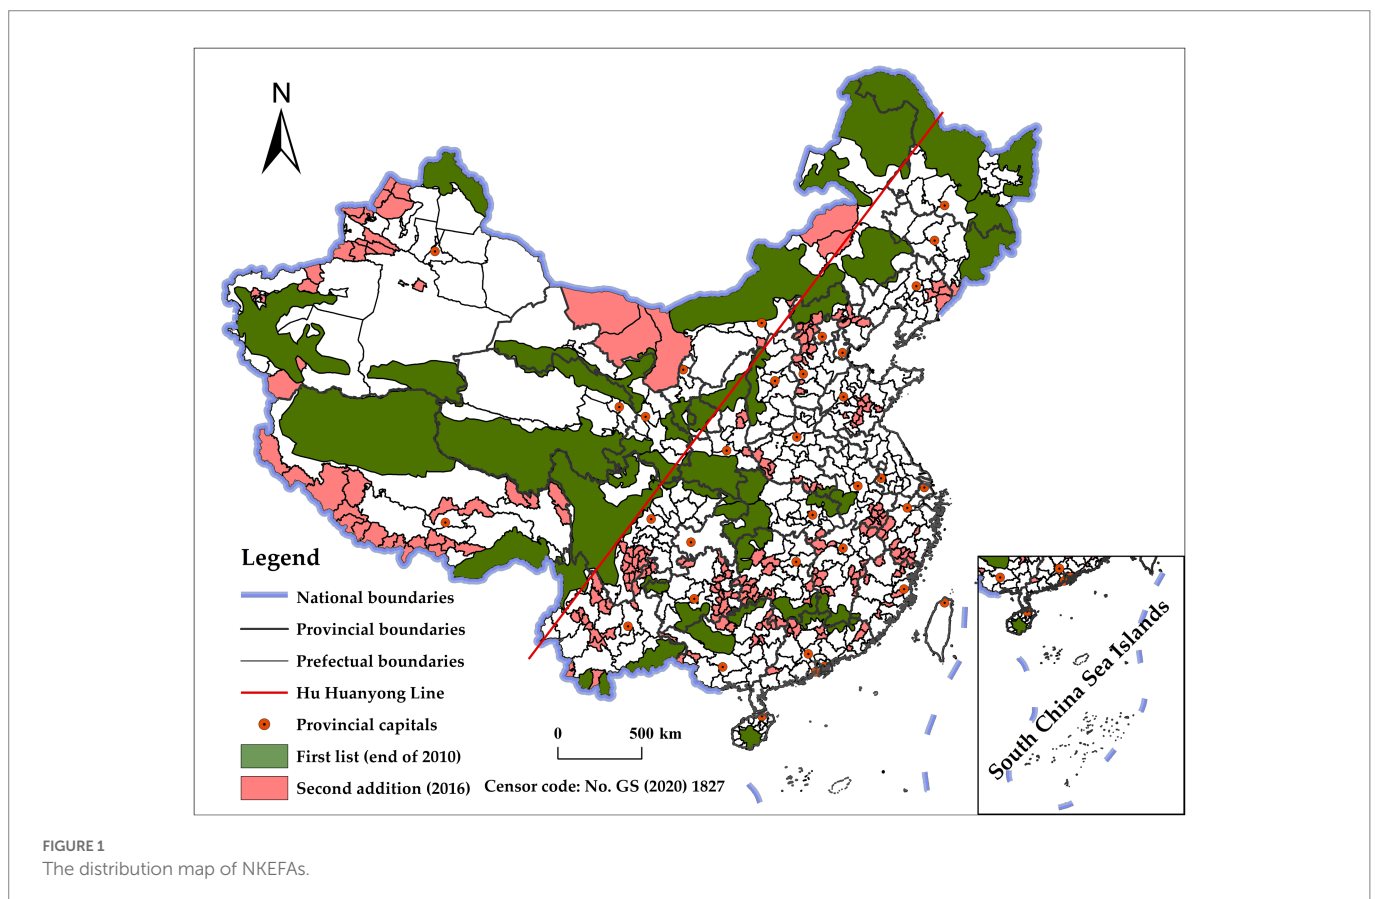 N
Legend
National boundaries
Provincial boundaries
Prefectual boundaries
Hu Huanyong Line
Provincial capitals
First list (end of 2010)
Second addition (2016)
0 500 km
Censor code: No. GS (2020) 1827
South China Sea Islands
FIGURE 1
The distribution map of NKEFAs.